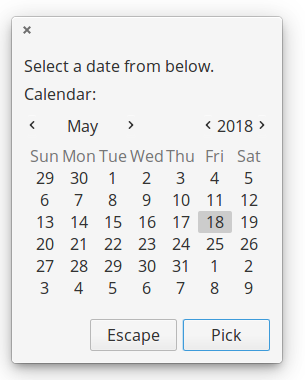 Select a date from below.
Calendar:
May 2018
Sun Mon Tue Wed Thu Fri Sat
29 30 1 2 3 4 5
6 7 8 9 10 11 12
13 14 15 16 17 18 19
20 21 22 23 24 25 26
27 28 29 30 31 1 2
3 4 5 6 7 8 9
Escape Pick